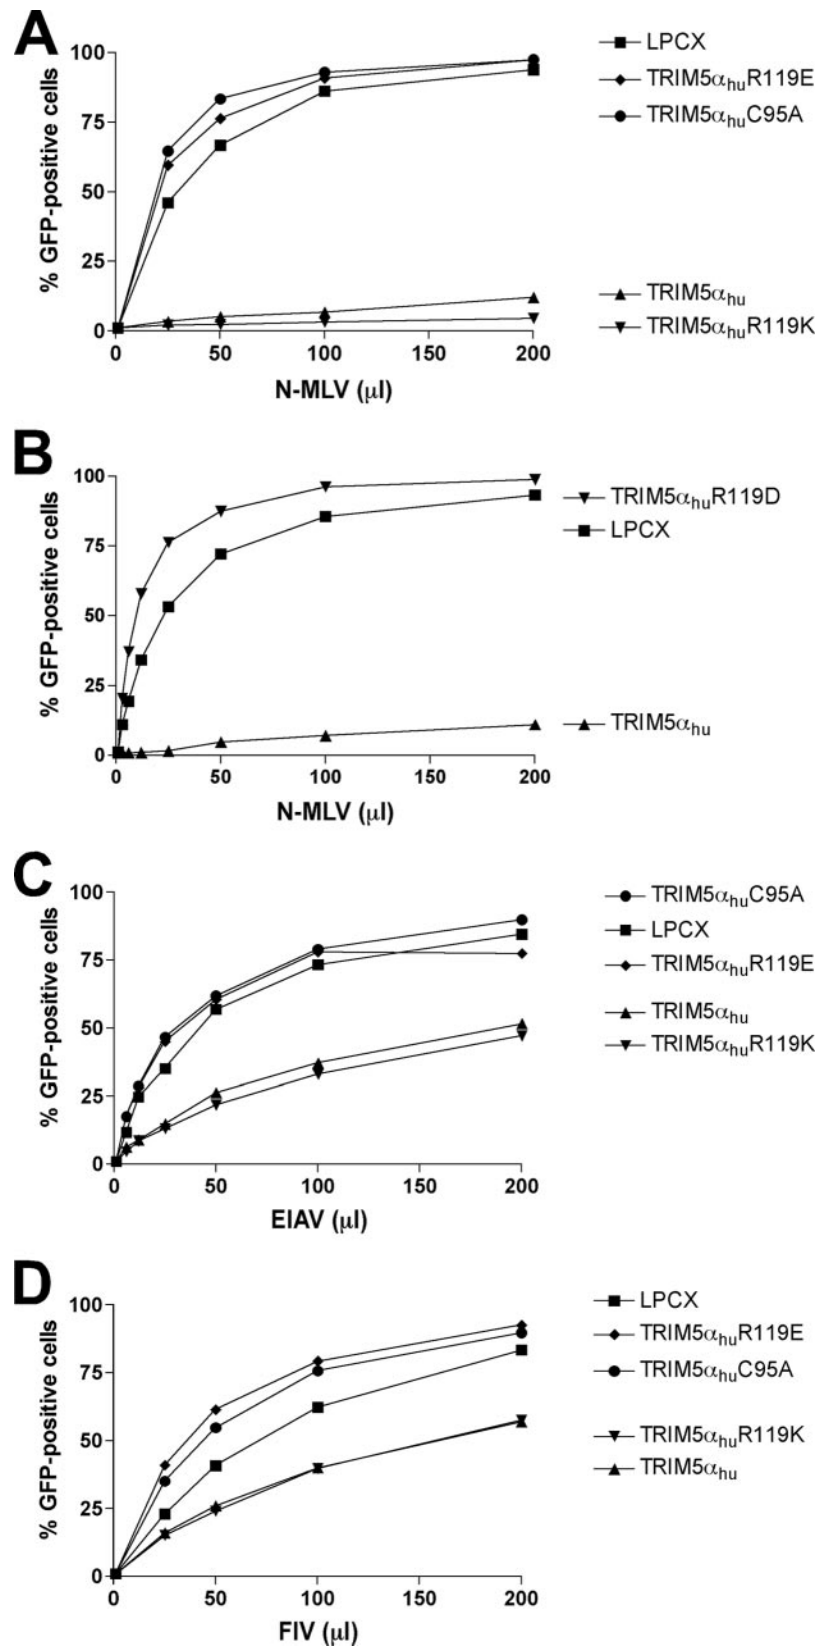 A
% GFP-positive cells
100
75
50
25
0
0 50 100 150 200
N-MLV (µl)
LPCX
TRIM5αhuR119E
TRIM5αhuC95A
TRIM5αhu
TRIM5αhuR119K
B
% GFP-positive cells
100
75
50
25
0
0 50 100 150 200
N-MLV (µl)
TRIM5αhuR119D
LPCX
TRIM5αhu
C
% GFP-positive cells
100
75
50
25
0
0 50 100 150 200
EIAV (µl)
TRIM5αhuC95A
LPCX
TRIM5αhuR119E
TRIM5αhu
TRIM5αhuR119K
D
% GFP-positive cells
100
75
50
25
0
0 50 100 150 200
FIV (µl)
LPCX
TRIM5αhuR119E
TRIM5αhuC95A
TRIM5αhuR119K
TRIM5αhu